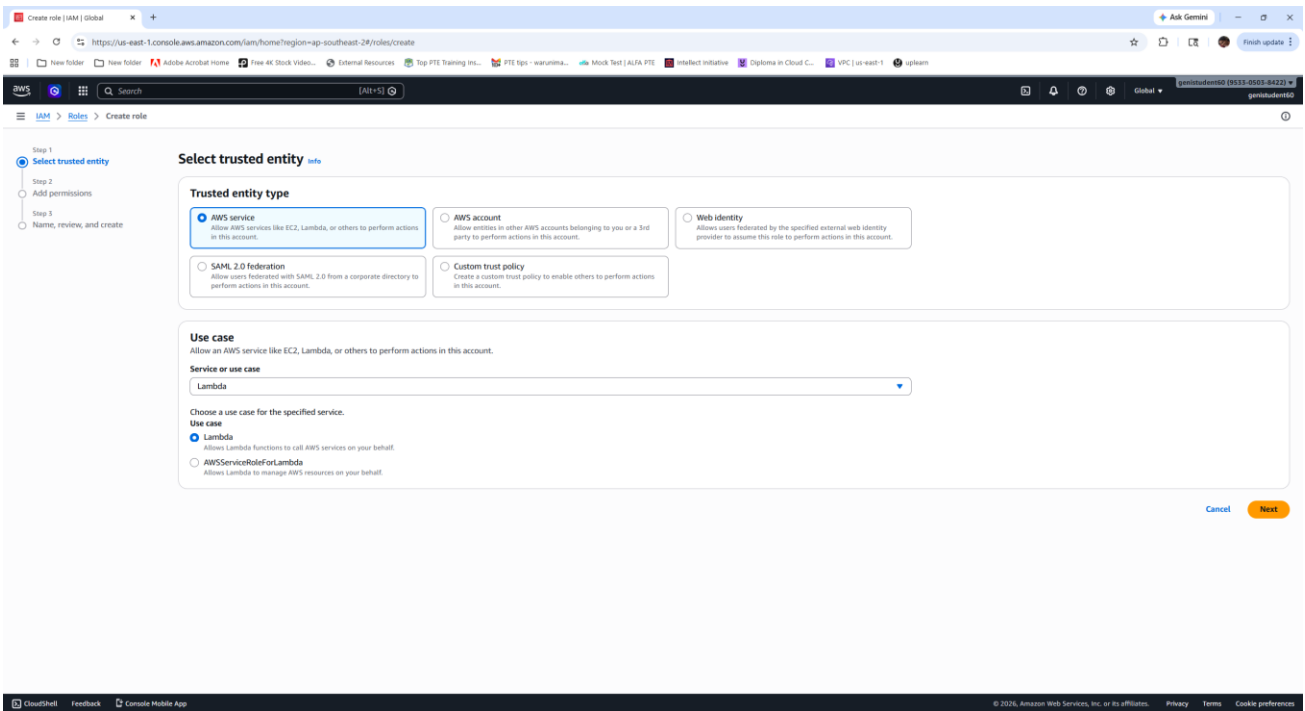 Create role | IAM | Global
Ask Gemini
https://us-east-1.console.aws.amazon.com/iam/home?region=ap-southeast-2#/roles/create
Finish update
New folder
New folder
Adobe Acrobat Home
Free 4K Stock Video...
External Resources
Top PTE Training Ins...
PTE tips - warunima...
Mock Test | ALFA PTE
Intellect Initiative
Diploma in Cloud C...
VPC | us-east-1
uplearn
aws
Search
[Alt+S]
Global
genistudent60 (9533-0503-8422)
genistudent60
IAM > Roles > Create role
Step 1
Select trusted entity
Step 2
Add permissions
Step 3
Name, review, and create
Select trusted entity Info
Trusted entity type
AWS service
Allow AWS services like EC2, Lambda, or others to perform actions
in this account.
AWS account
Allow entities in other AWS accounts belonging to you or a 3rd
party to perform actions in this account.
Web identity
Allows users federated by the specified external web identity
provider to assume this role to perform actions in this account.
SAML 2.0 federation
Allow users federated with SAML 2.0 from a corporate directory to
perform actions in this account.
Custom trust policy
Create a custom trust policy to enable others to perform actions
in this account.
Use case
Allow an AWS service like EC2, Lambda, or others to perform actions in this account.
Service or use case
Lambda
Choose a use case for the specified service.
Use case
Lambda
Allows Lambda functions to call AWS services on your behalf.
AWSServiceRoleForLambda
Allows Lambda to manage AWS resources on your behalf.
Cancel
Next
CloudShell
Feedback
Console Mobile App
© 2026, Amazon Web Services, Inc. or its affiliates.
Privacy
Terms
Cookie preferences